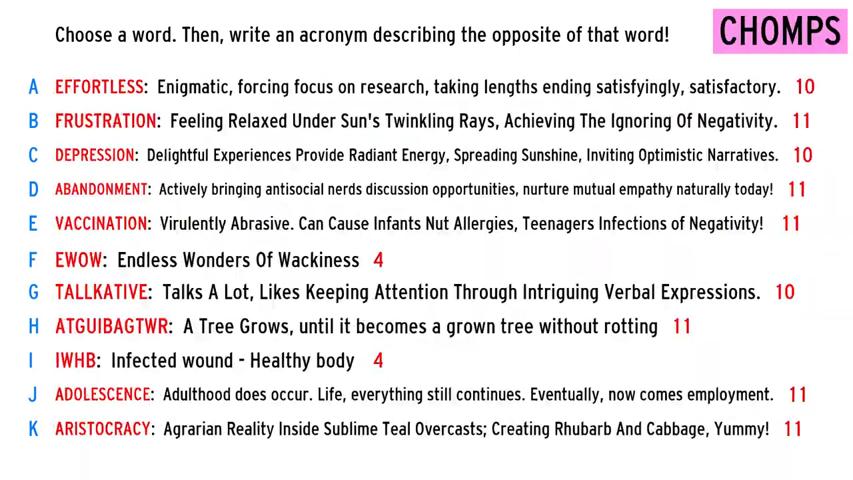 Choose a word. Then, write an acronym describing the opposite of that word!
CHOMPS
A EFFORTLESS: Enigmatic, forcing focus on research, taking lengths ending satisfyingly, satisfactory. 10
B FRUSTRATION: Feeling Relaxed Under Sun's Twinkling Rays, Achieving The Ignoring Of Negativity. 11
C DEPRESSION: Delightful Experiences Provide Radiant Energy, Spreading Sunshine, Inviting Optimistic Narratives. 10
D ABANDONMENT: Actively bringing antisocial nerds discussion opportunities, nurture mutual empathy naturally today! 11
E VACCINATION: Virulently Abrasive. Can Cause Infants Nut Allergies, Teenagers Infections of Negativity! 11
F EWOW: Endless Wonders Of Wackiness 4
G TALLKATIVE: Talks A Lot, Likes Keeping Attention Through Intriguing Verbal Expressions. 10
H ATGUIBAGTWR: A Tree Grows, until it becomes a grown tree without rotting 11
I IWHB: Infected wound - Healthy body 4
J ADOLESCENCE: Adulthood does occur. Life, everything still continues. Eventually, now comes employment. 11
K ARISTOCRACY: Agrarian Reality Inside Sublime Teal Overcasts; Creating Rhubarb And Cabbage, Yummy! 11